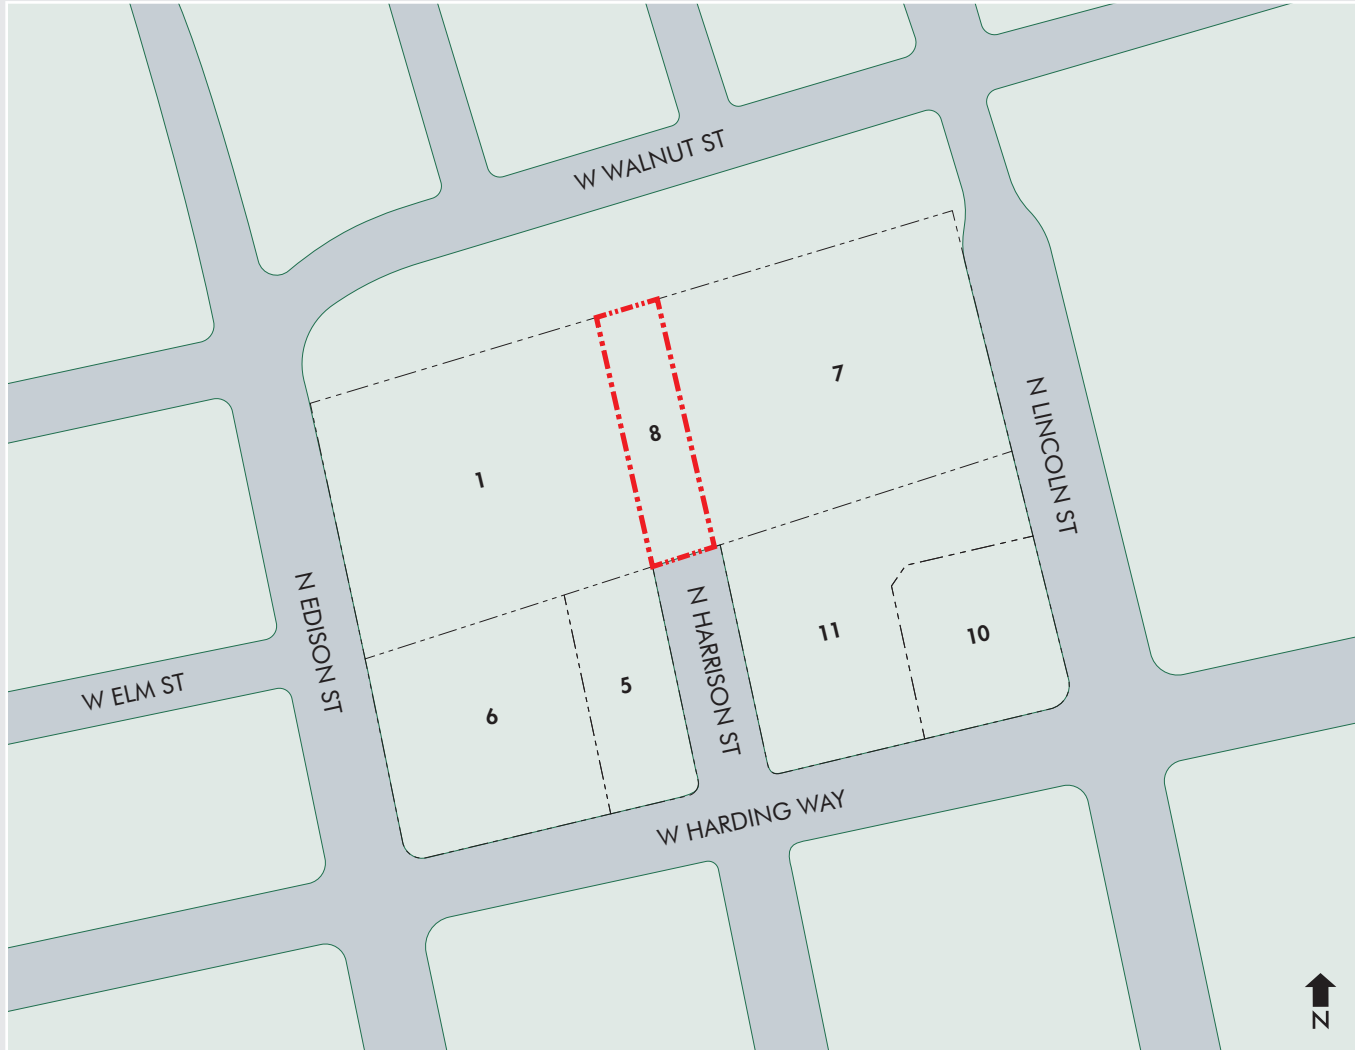 W WALNUT ST
7
8
1
N LINCOLN ST
N EDISON ST
N HARRISON ST
11
10
5
6
W ELM ST
W HARDING WAY
N